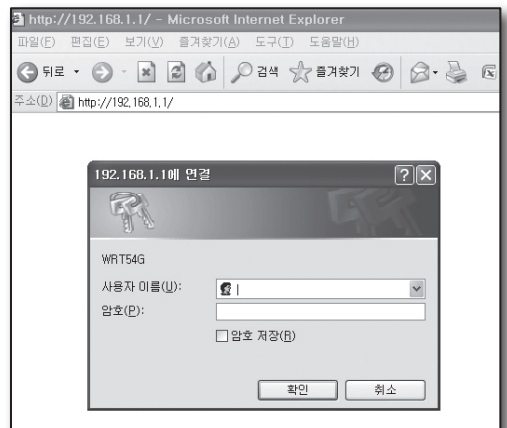 http://192.168.1.1/ - Microsoft Internet Explorer
파일(F) 편집(E) 보기(V) 즐겨찾기(A) 도구(T) 도움말(H)
뒤로 검색 즐겨찾기
주소(D) http://192.168.1.1/
192.168.1.1에 연결
WRT54G
사용자 이름(U):
암호(P):
암호 저장(R)
확인 취소